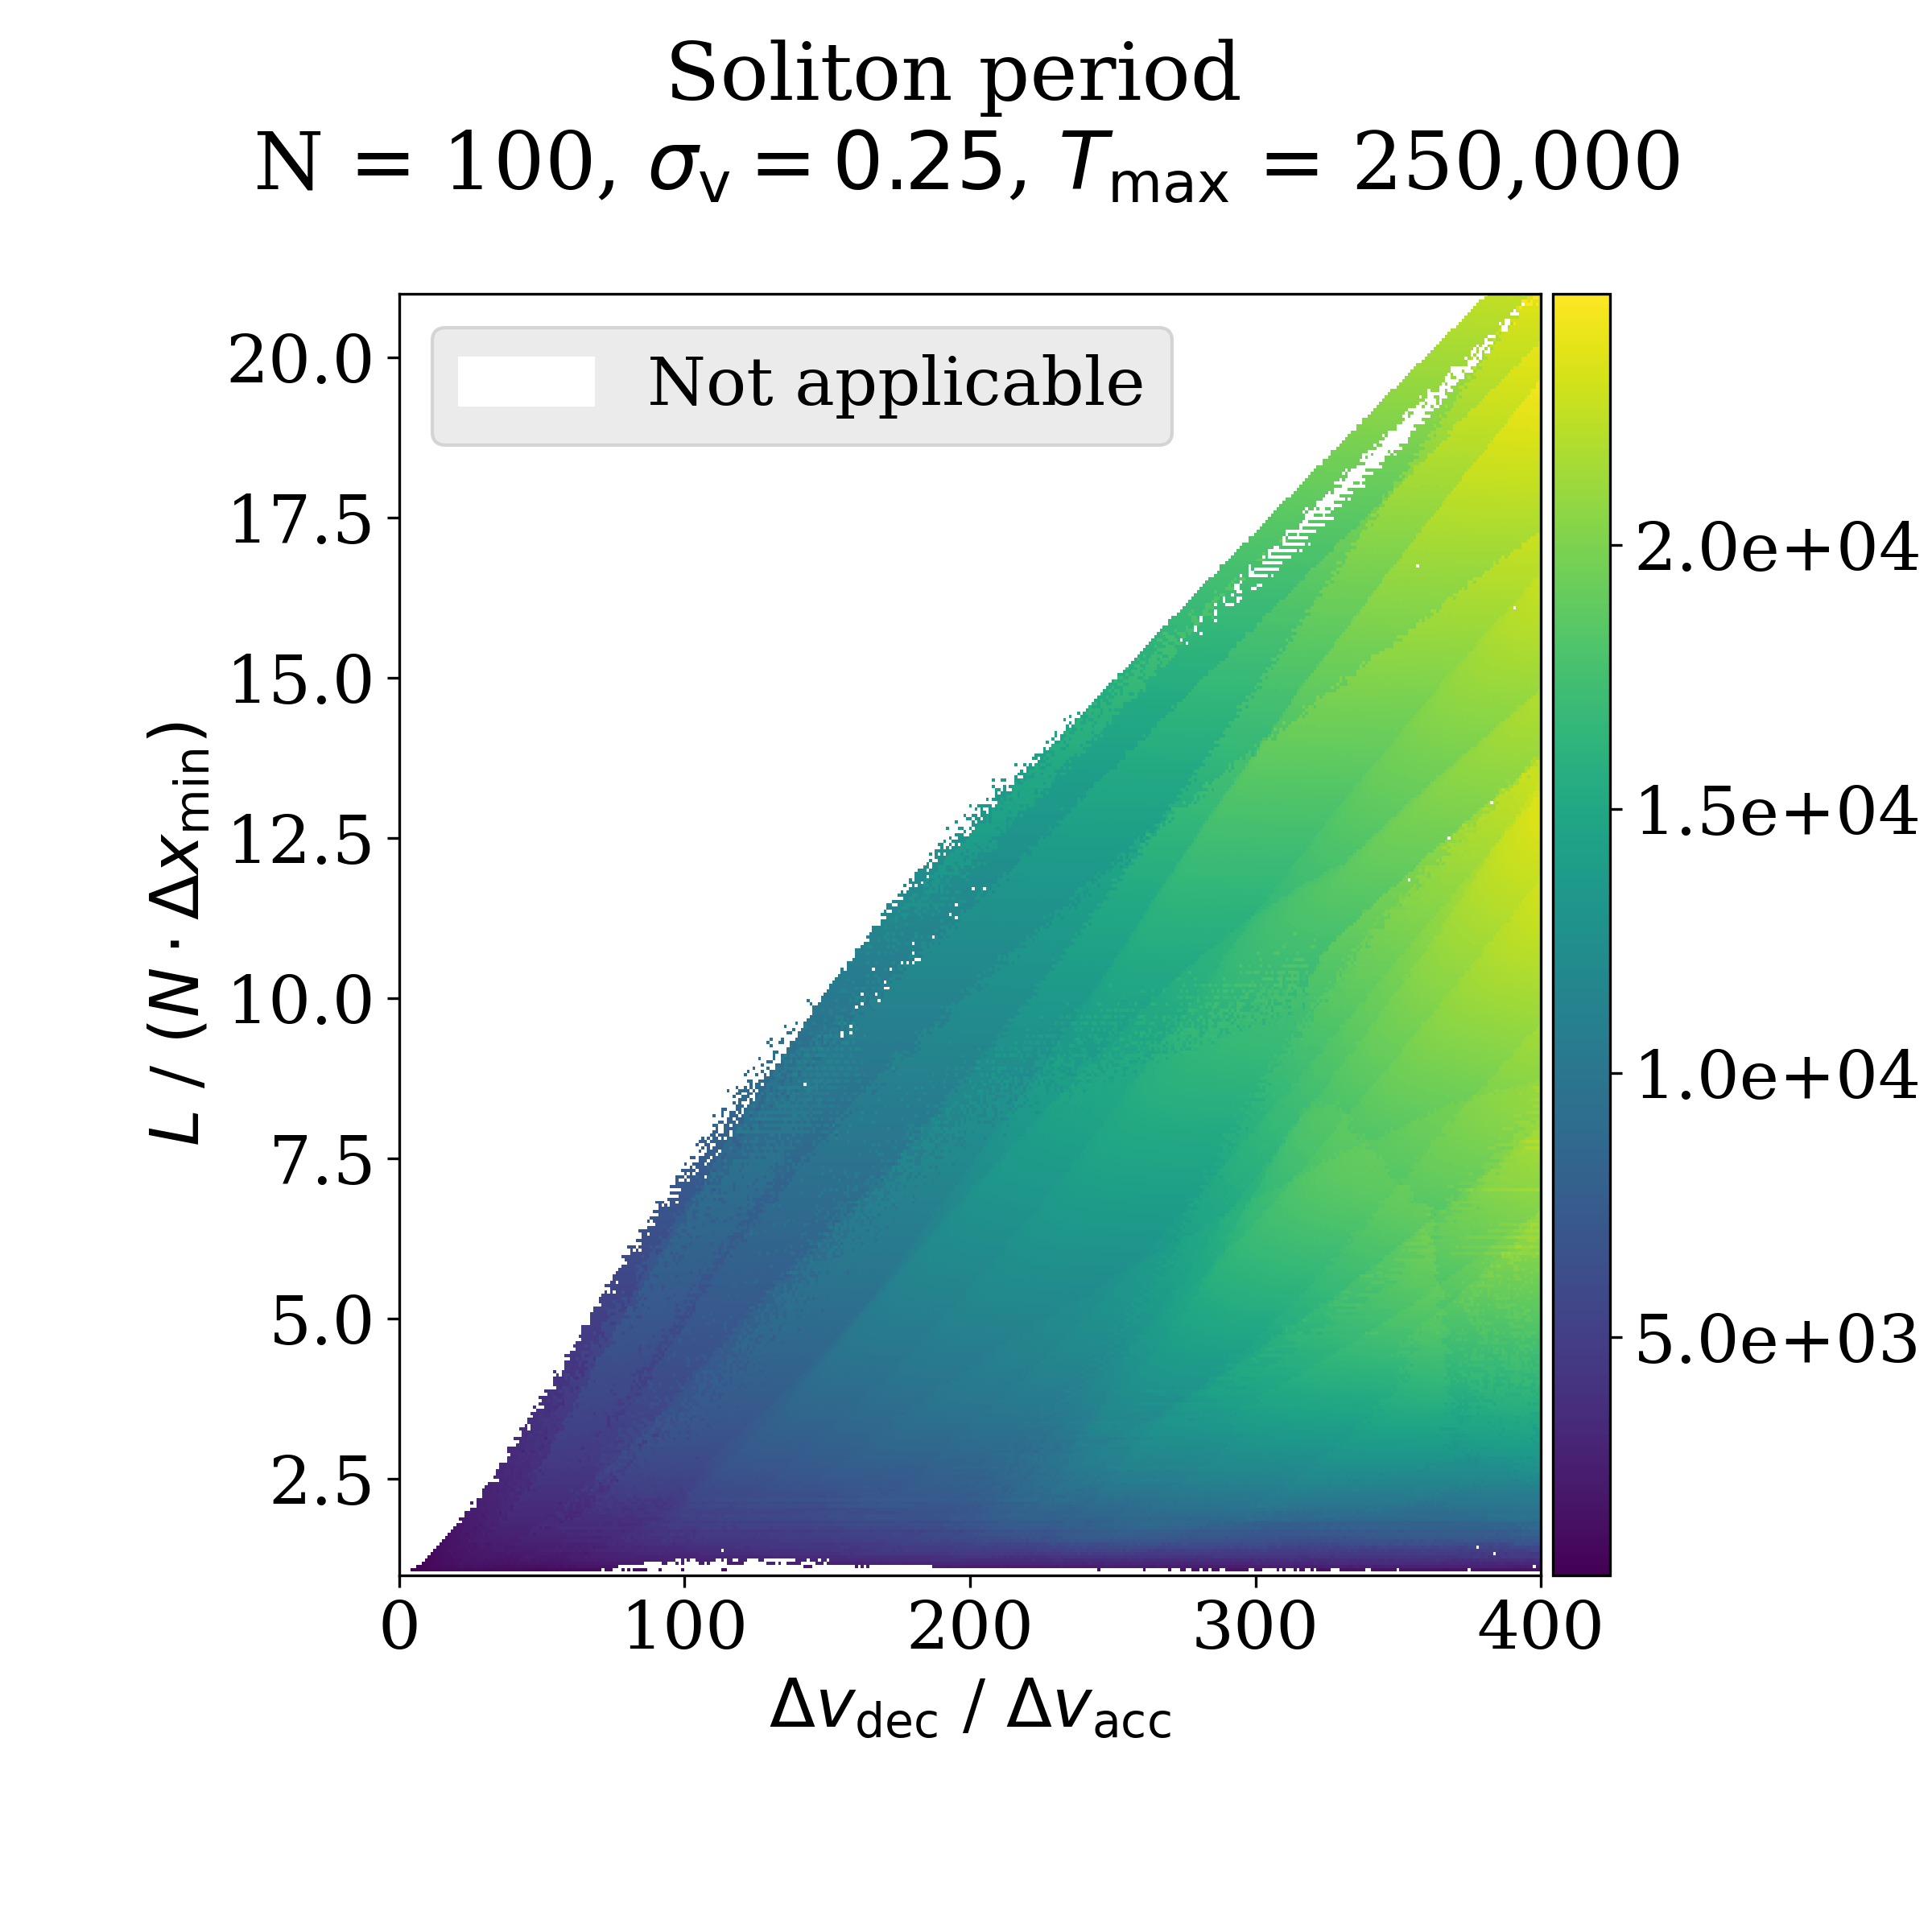 Soliton period
N = 100, σv = 0.25, Tmax = 250,000
Not applicable
20.0
17.5
15.0
12.5
10.0
7.5
5.0
2.5
L / (N · Δxmin)
0 100 200 300 400
Δvdec / Δvacc
2.0e+04
1.5e+04
1.0e+04
5.0e+03